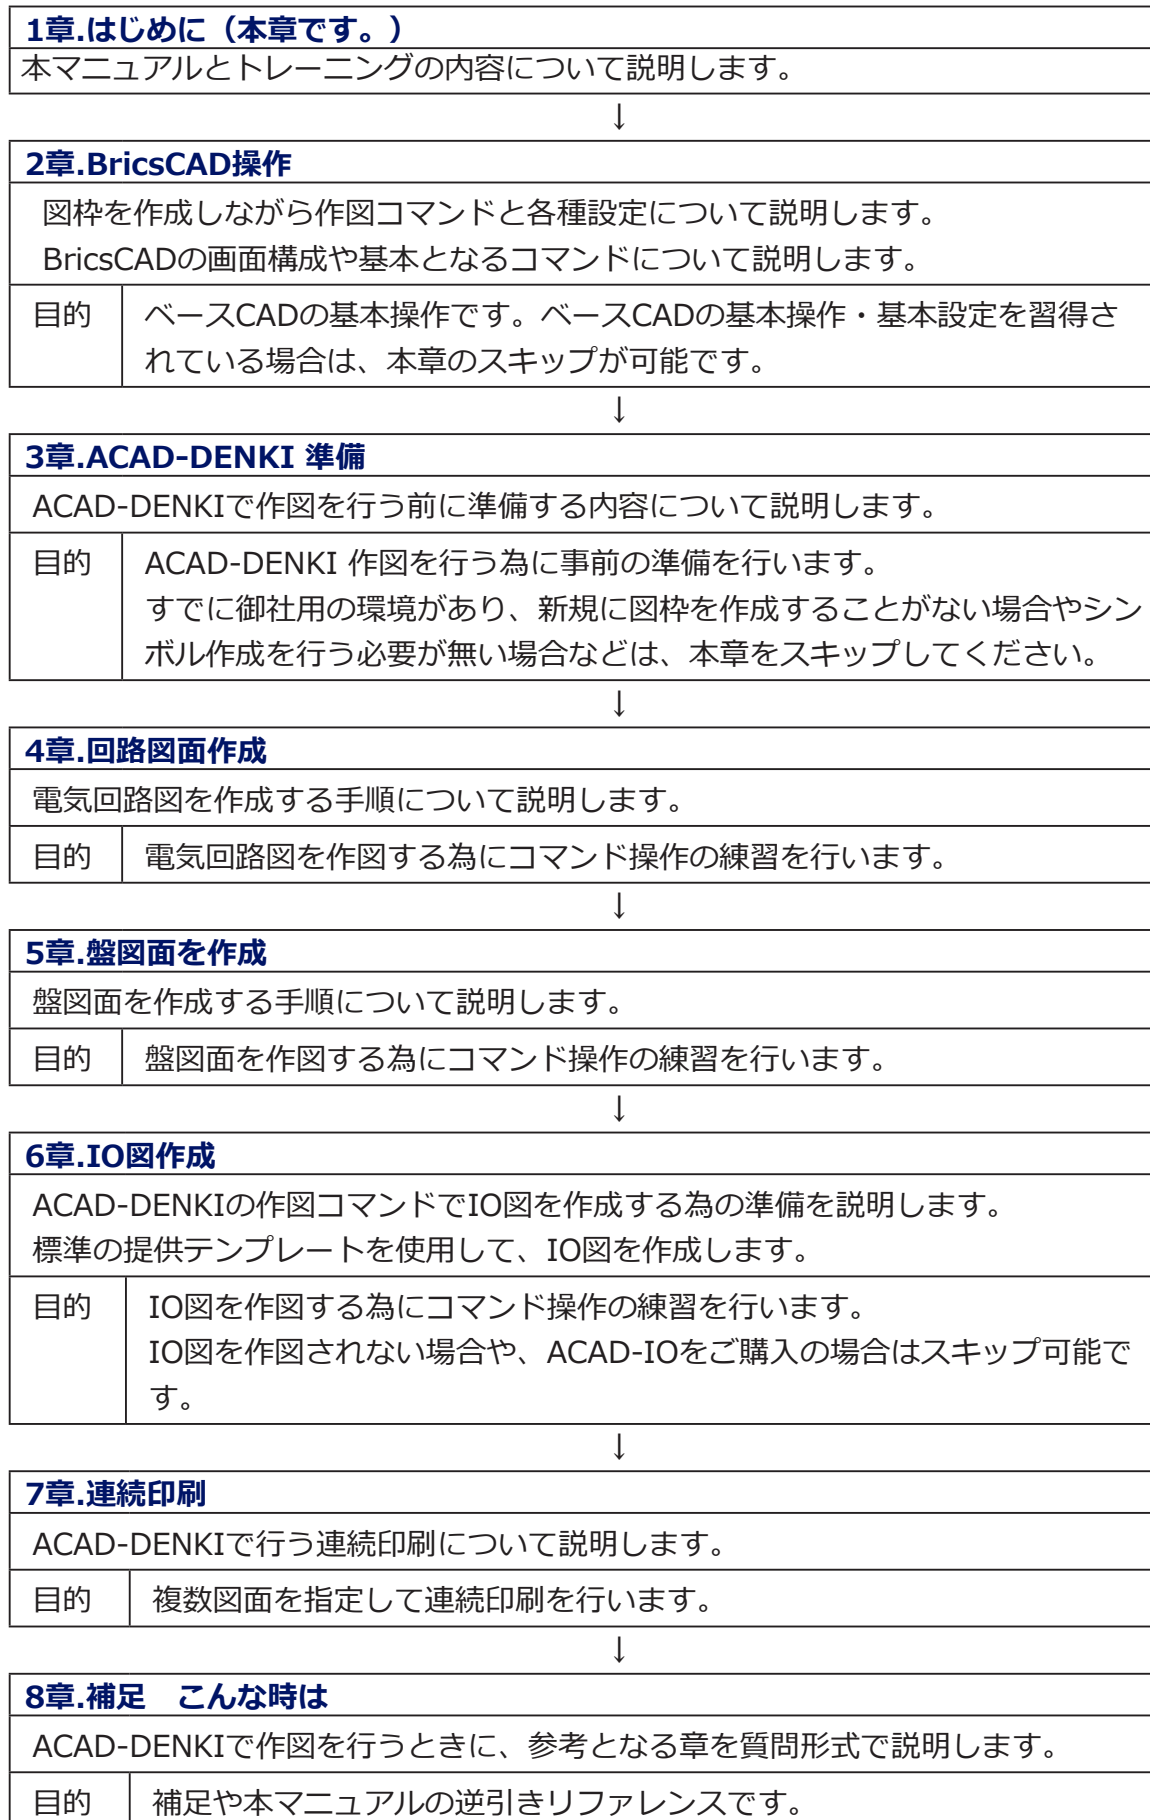 1章.はじめに（本章です。）
本マニュアルとトレーニングの内容について説明します。
↓
2章.BricsCAD操作
図枠を作成しながら作図コマンドと各種設定について説明します。
BricsCADの画面構成や基本となるコマンドについて説明します。
目的 ベースCADの基本操作です。ベースCADの基本操作・基本設定を習得さ
れている場合は、本章のスキップが可能です。
↓
3章.ACAD-DENKI 準備
ACAD-DENKIで作図を行う前に準備する内容について説明します。
目的 ACAD-DENKI 作図を行う為に事前の準備を行います。
すでに御社用の環境があり、新規に図枠を作成することがない場合やシン
ボル作成を行う必要が無い場合などは、本章をスキップしてください。
↓
4章.回路図面作成
電気回路図を作成する手順について説明します。
目的 電気回路図を作図する為にコマンド操作の練習を行います。
↓
5章.盤図面を作成
盤図面を作成する手順について説明します。
目的 盤図面を作図する為にコマンド操作の練習を行います。
↓
6章.IO図作成
ACAD-DENKIの作図コマンドでIO図を作成する為の準備を説明します。
標準の提供テンプレートを使用して、IO図を作成します。
目的 IO図を作図する為にコマンド操作の練習を行います。
IO図を作図されない場合や、ACAD-IOをご購入の場合はスキップ可能で
す。
↓
7章.連続印刷
ACAD-DENKIで行う連続印刷について説明します。
目的 複数図面を指定して連続印刷を行います。
↓
8章.補足　こんな時は
ACAD-DENKIで作図を行うときに、参考となる章を質問形式で説明します。
目的 補足や本マニュアルの逆引きリファレンスです。